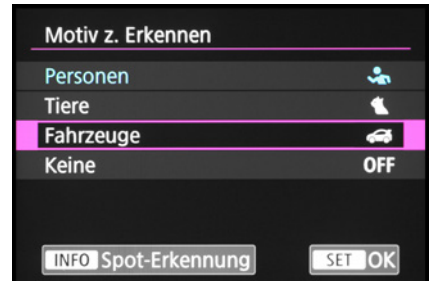 Motiv z. Erkennen
Personen
Tiere
Fahrzeuge
Keine OFF
INFO Spot-Erkennung SET OK